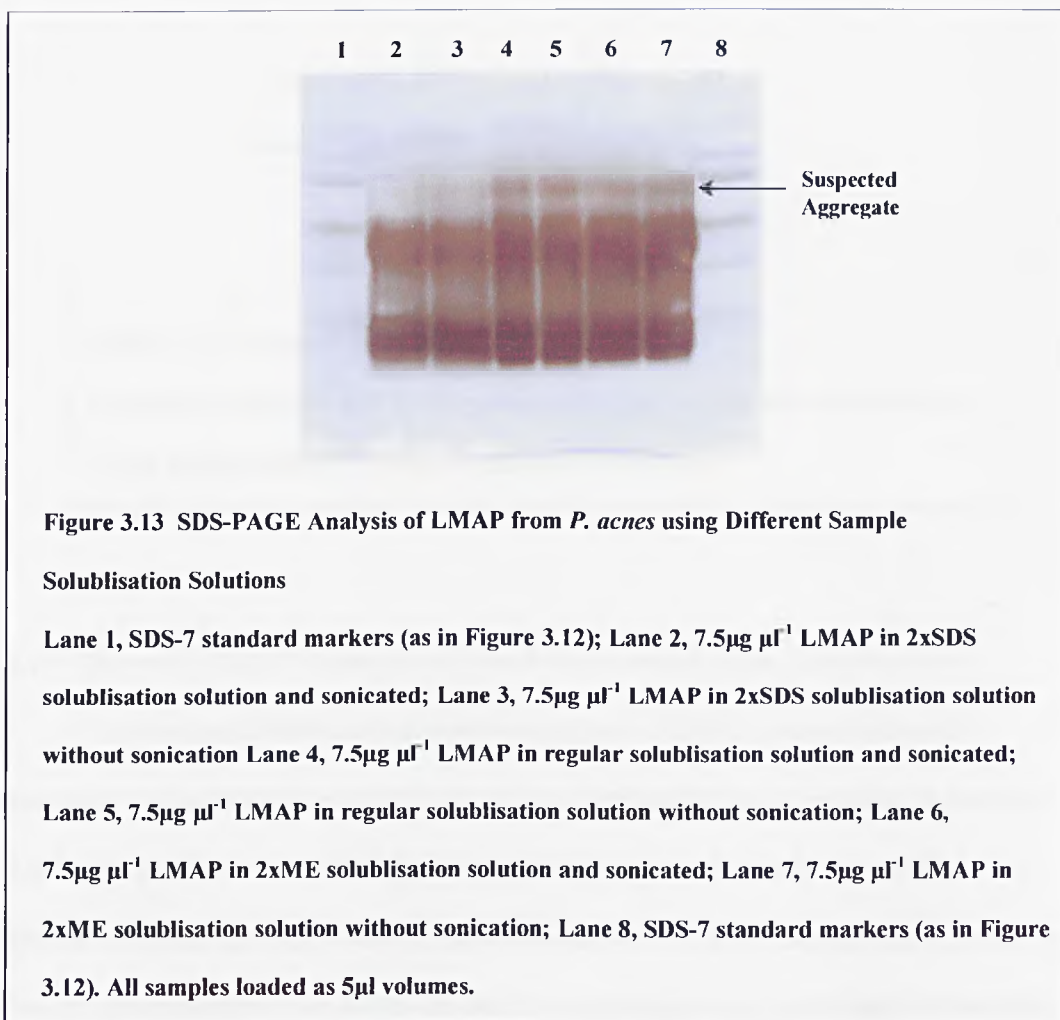 1 2 3 4 5 6 7 8
Suspected
Aggregate
Figure 3.13 SDS-PAGE Analysis of LMAP from P. acnes using Different Sample
Solublisation Solutions
Lane 1, SDS-7 standard markers (as in Figure 3.12); Lane 2, 7.5µg µl⁻¹ LMAP in 2xSDS
solublisation solution and sonicated; Lane 3, 7.5µg µl⁻¹ LMAP in 2xSDS solublisation solution
without sonication Lane 4, 7.5µg µl⁻¹ LMAP in regular solublisation solution and sonicated;
Lane 5, 7.5µg µl⁻¹ LMAP in regular solublisation solution without sonication; Lane 6,
7.5µg µl⁻¹ LMAP in 2xME solublisation solution and sonicated; Lane 7, 7.5µg µl⁻¹ LMAP in
2xME solublisation solution without sonication; Lane 8, SDS-7 standard markers (as in Figure
3.12). All samples loaded as 5µl volumes.